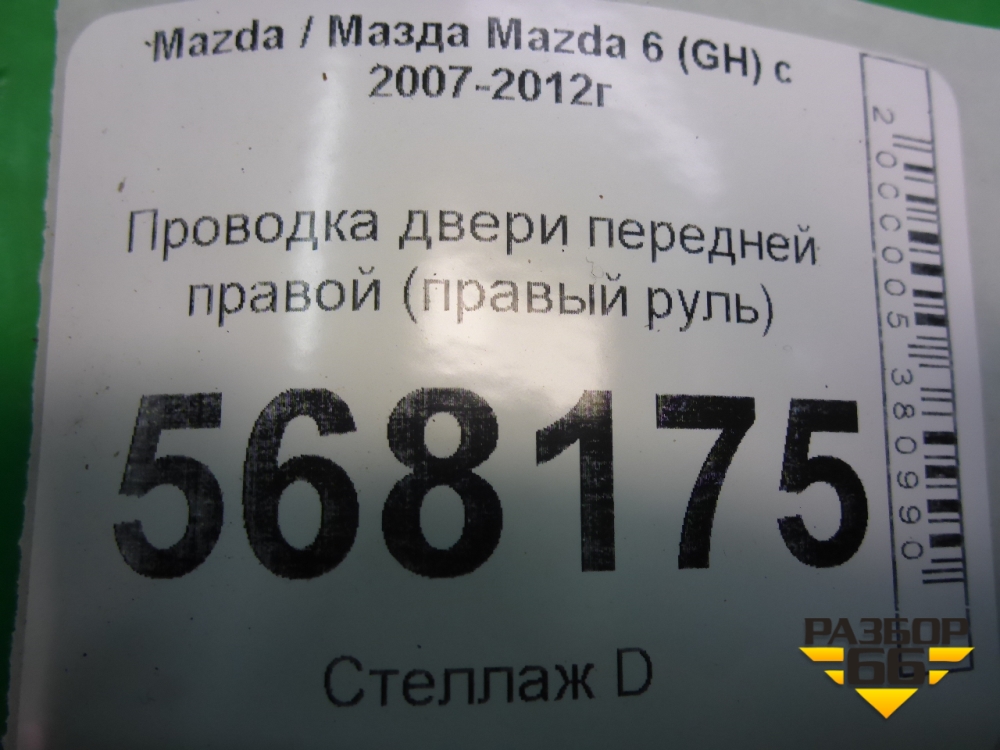 Mazda / Мазда Mazda 6 (GH) с
2007-2012г
Проводка двери передней
правой (правый руль)
568175
Стеллаж D
2000005380990
РАЗБОР
66